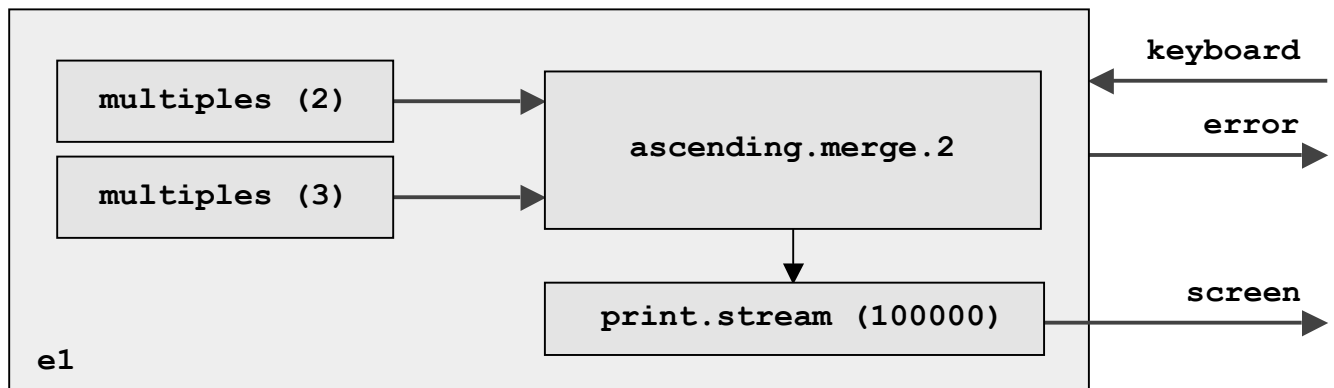 keyboard
multiples (2)
error
ascending.merge.2
multiples (3)
screen
print.stream (100000)
e1